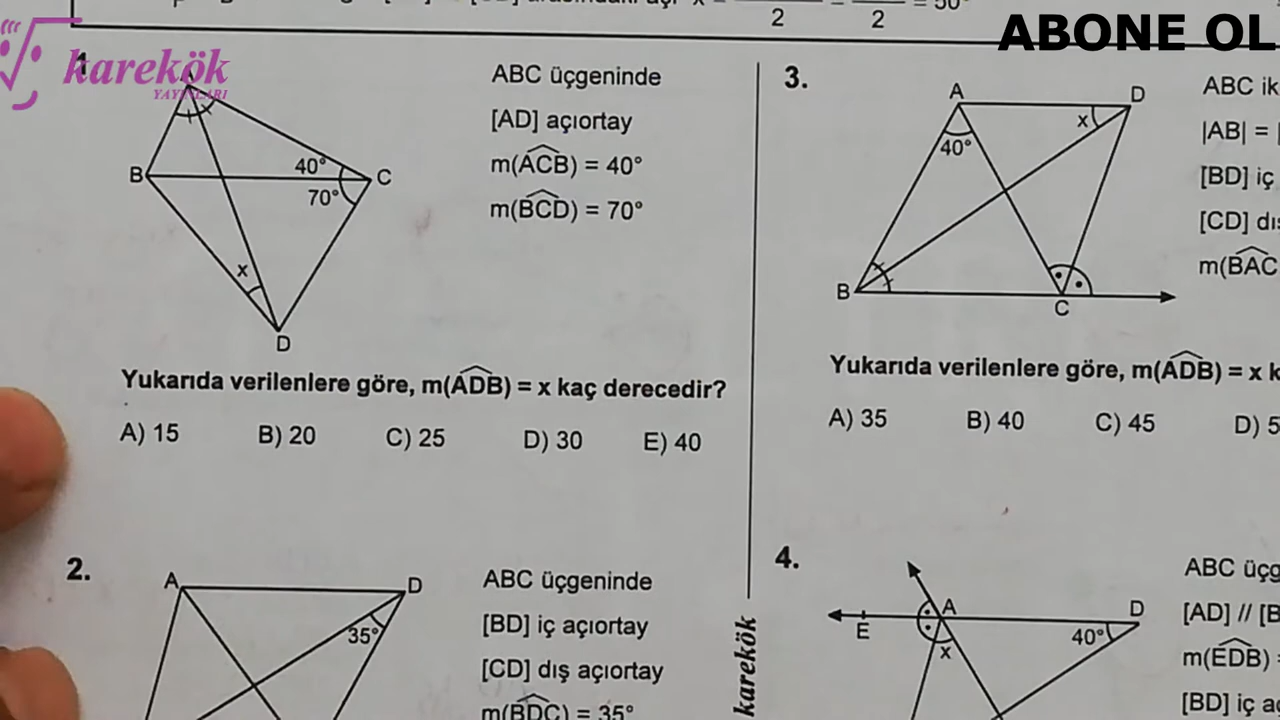 2
2
= 50°
ABONE OL
karekök
YAYINLARI
ABC üçgeninde
[AD] açıortay
m(ACB) = 40°
m(BCD) = 70°
B
C
D
40°
70°
x
Yukarıda verilenlere göre, m(ADB) = x kaç derecedir?
A) 15 B) 20 C) 25 D) 30 E) 40
2.
A
D
35°
ABC üçgeninde
[BD] iç açıortay
[CD] dış açıortay
m(BDC) = 35°
karekök
3.
A
D
x
40°
B
C
ABC ik
|AB| =
[BD] iç
[CD] dı
m(BAC
Yukarıda verilenlere göre, m(ADB) = x k
A) 35 B) 40 C) 45 D) 5
4.
E
A
D
40°
x
ABC üçg
[AD] // [B
m(EDB)
[BD] iç a